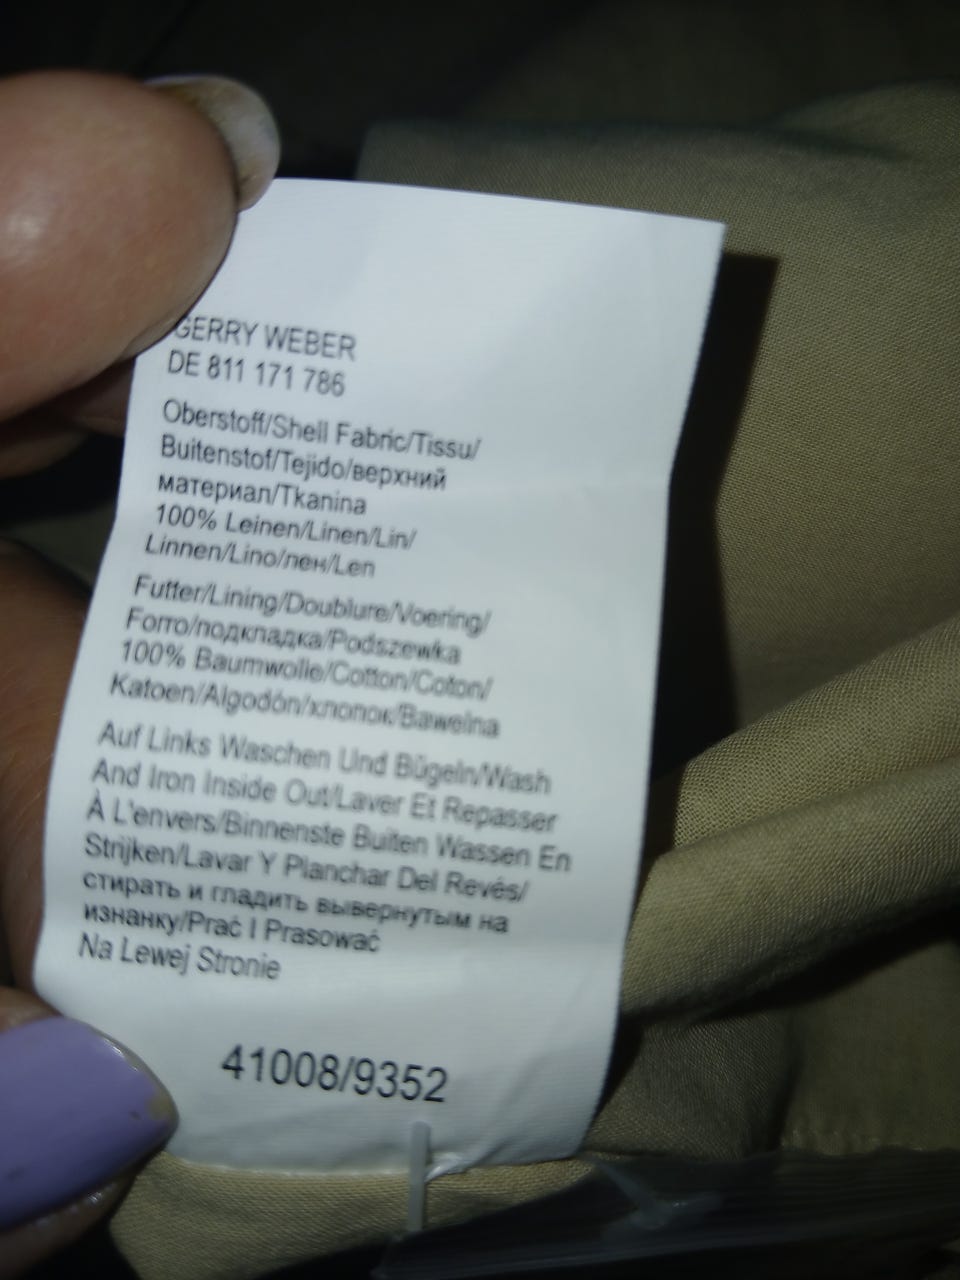 GERRY WEBER
DE 811 171 786
Oberstoff/Shell Fabric/Tissu/
Buitenstof/Tejido/верхний
материал/Tkanina
100% Leinen/Linen/Lin/
Linnen/Lino/лен/Len
Futter/Lining/Doublure/Voering/
Forro/подкладка/Podszewka
100% Baumwolle/Cotton/Coton/
Katoen/Algodón/хлопок/Bawelna
Auf Links Waschen Und Bügeln/Wash
And Iron Inside Out/Laver Et Repasser
À L'envers/Binnenste Buiten Wassen En
Strijken/Lavar Y Planchar Del Revés/
стирать и гладить вывернутым на
изнанку/Prać I Prasować
Na Lewej Stronie
41008/9352